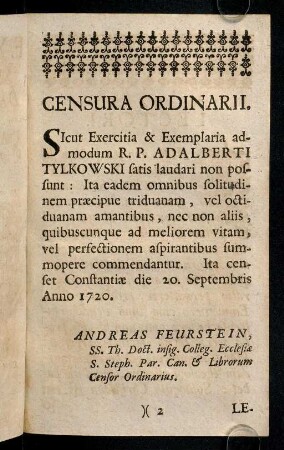 CENSURA ORDINARII.
SIcut Exercitia & Exemplaria ad-
modum R. P. ADALBERTI
TYLKOWSKI satis laudari non pos-
sunt: Ita eadem omnibus solitudi-
nem præcipue triduanam, vel octi-
duanam amantibus, nec non aliis,
quibuscunque ad meliorem vitam,
vel perfectionem aspirantibus sum-
mopere commendantur. Ita cen-
set Constantiæ die 20. Septembris
Anno 1720.
ANDREAS FEURSTEIN,
SS. Th. Doct. insig. Colleg. Ecclesiæ
S. Steph. Par. Can. & Librorum
Censor Ordinarius.
)( 2 LE-